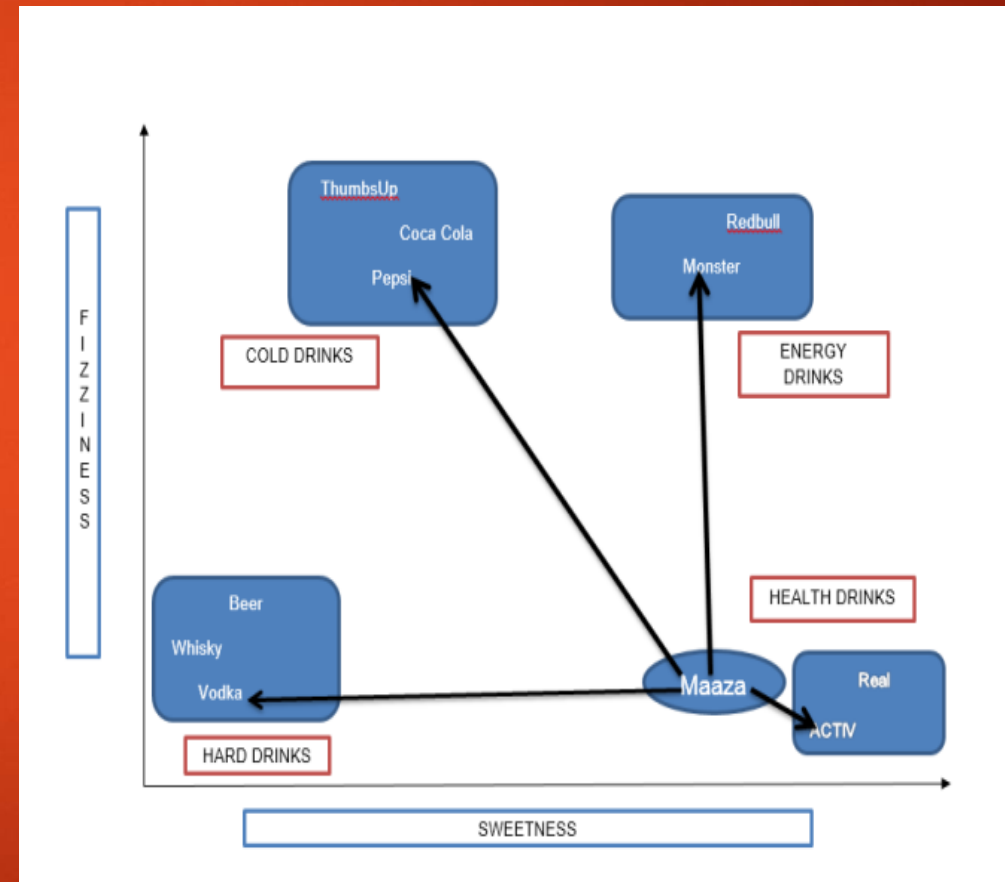 ThumbsUp
Coca Cola
Pepsi
Redbull
Monster
COLD DRINKS
ENERGY
DRINKS
FIZZINESS
Beer
Whisky
Vodka
HARD DRINKS
HEALTH DRINKS
Maaza
Real
ACTIV
SWEETNESS